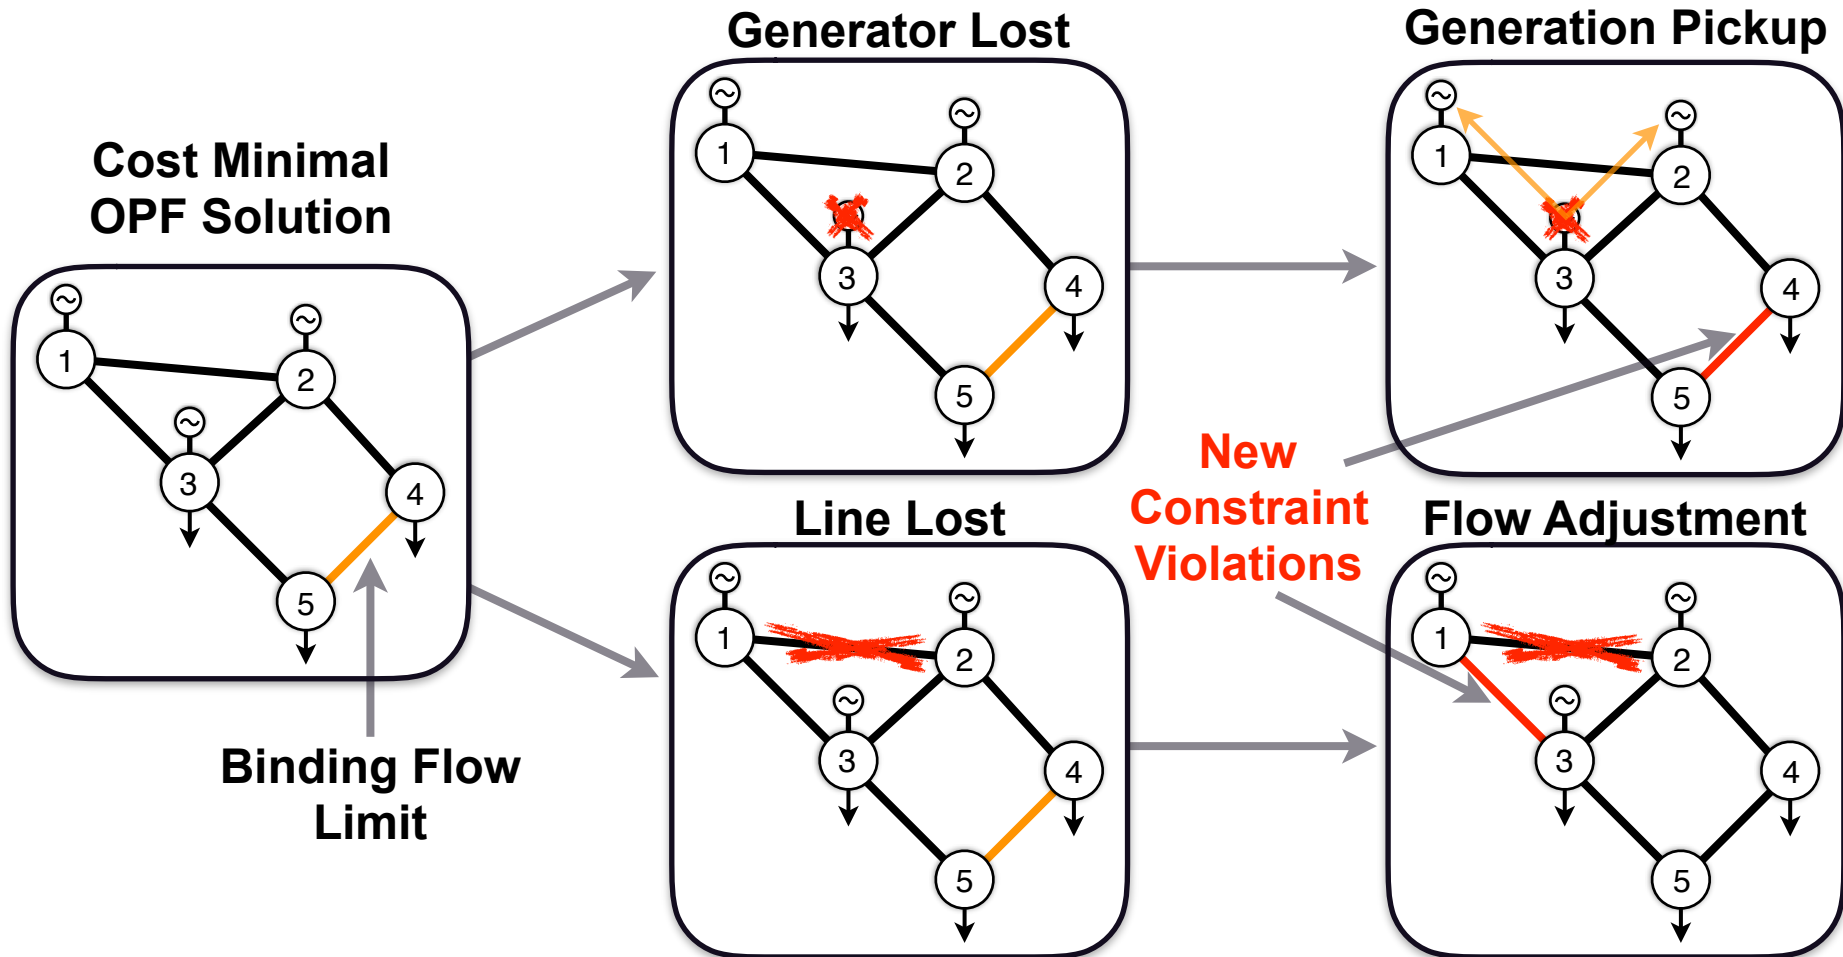 Generator Lost
Generation Pickup
Cost Minimal
OPF Solution
1
2
3
4
5
1
2
3
4
5
1
2
3
4
5
Binding Flow
Limit
New
Constraint
Violations
Line Lost
Flow Adjustment
1
2
3
4
5
1
2
3
4
5